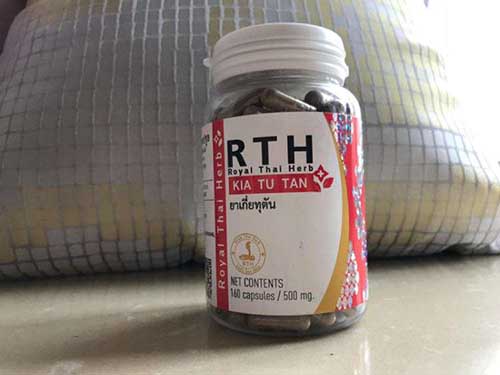 RTH
Royal Thai Herb
KIA TU TAN
ยาเกี๊ยทุตัน
RTH
NET CONTENTS
160 capsules / 500 mg.
Royal Thai Herb